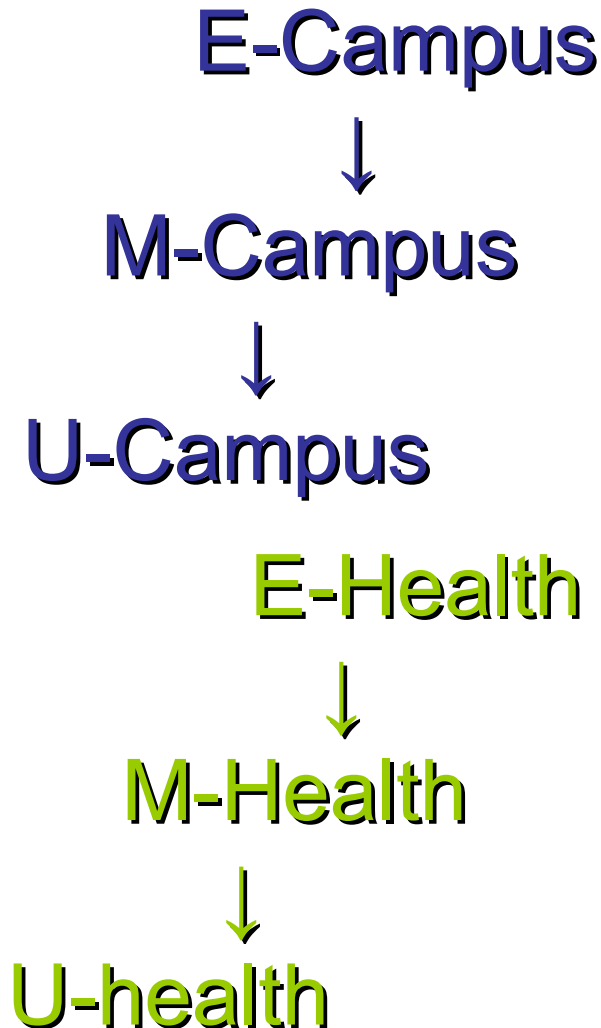 E-Campus
↓
M-Campus
↓
U-Campus
E-Health
↓
M-Health
↓
U-health